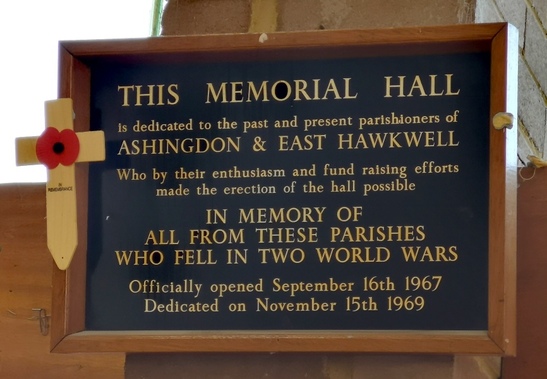 THIS MEMORIAL HALL
is dedicated to the past and present parishioners of
ASHINGDON & EAST HAWKWELL
Who by their enthusiasm and fund raising efforts
made the erection of the hall possible
IN MEMORY OF
ALL FROM THESE PARISHES
WHO FELL IN TWO WORLD WARS
Officially opened September 16th 1967
Dedicated on November 15th 1969
IN
REMEMBRANCE